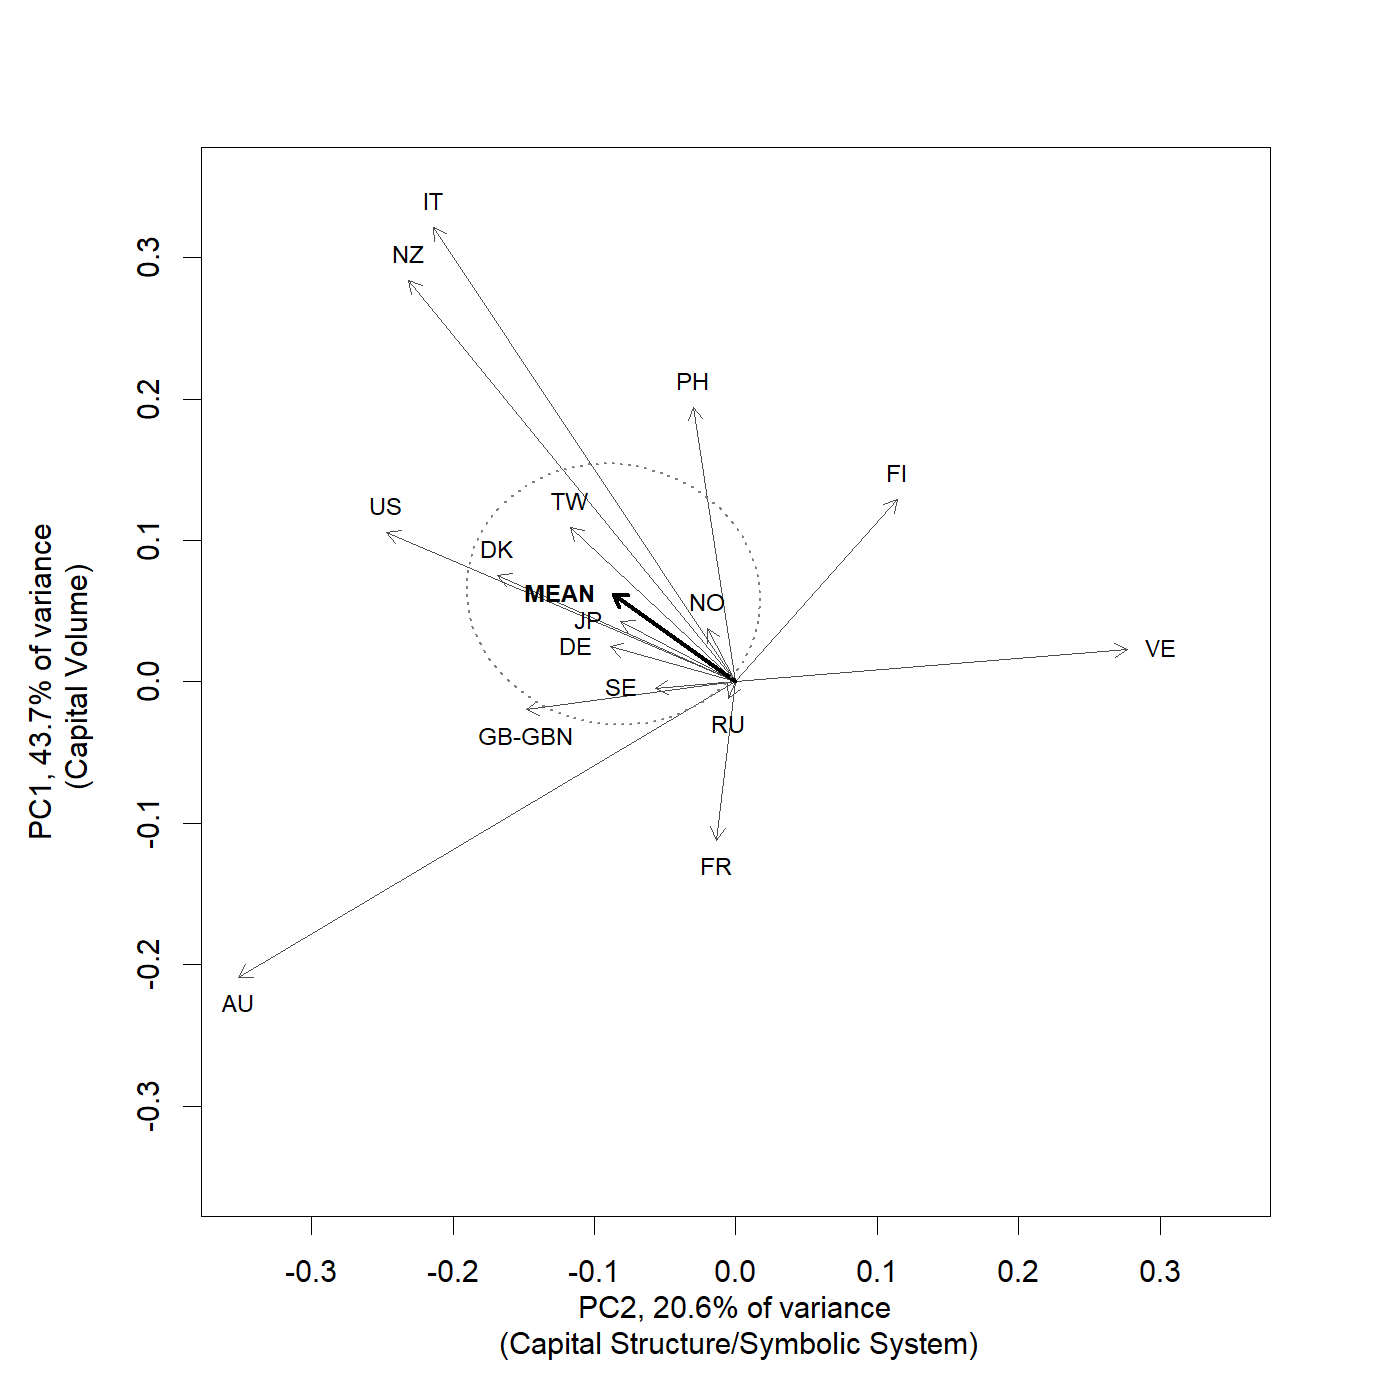 IT
NZ
PH
FI
US
TW
DK
MEAN
NO
JP
DE
VE
SE
RU
GB-GBN
FR
AU
0.3
0.2
0.1
0.0
-0.1
-0.2
-0.3
PC1, 43.7% of variance
(Capital Volume)
-0.3 -0.2 -0.1 0.0 0.1 0.2 0.3
PC2, 20.6% of variance
(Capital Structure/Symbolic System)